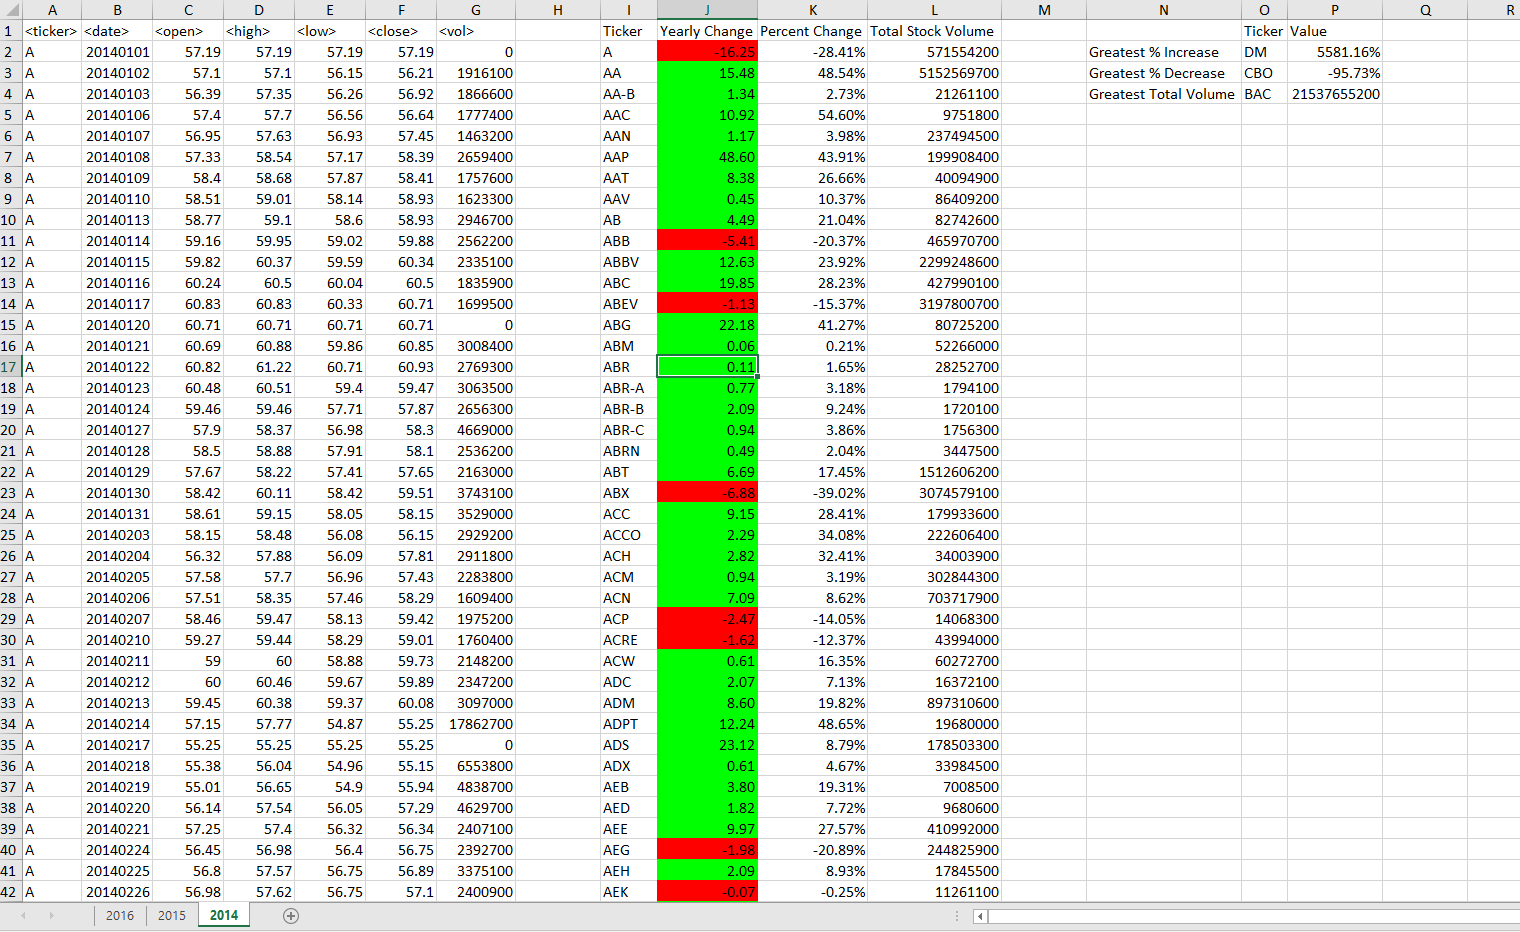 A B C D E F G H I J K L M N O P Q R
1 <ticker> <date> <open> <high> <low> <close> <vol> Ticker Yearly Change Percent Change Total Stock Volume Ticker Value
2 A 20140101 57.19 57.19 57.19 57.19 0 A -16.25 -28.41% 571554200 Greatest % Increase DM 5581.16%
3 A 20140102 57.1 57.1 56.15 56.21 1916100 AA 15.48 48.54% 5152569700 Greatest % Decrease CBO -95.73%
4 A 20140103 56.39 57.35 56.26 56.92 1866600 AA-B 1.34 2.73% 21261100 Greatest Total Volume BAC 21537655200
5 A 20140106 57.4 57.7 56.56 56.64 1777400 AAC 10.92 54.60% 9751800
6 A 20140107 56.95 57.63 56.93 57.45 1463200 AAN 1.17 3.98% 237494500
7 A 20140108 57.33 58.54 57.17 58.39 2659400 AAP 48.60 43.91% 199908400
8 A 20140109 58.4 58.68 57.87 58.41 1757600 AAT 8.38 26.66% 40094900
9 A 20140110 58.51 59.01 58.14 58.93 1623300 AAV 0.45 10.37% 86409200
10 A 20140113 58.77 59.1 58.6 58.93 2946700 AB 4.49 21.04% 82742600
11 A 20140114 59.16 59.95 59.02 59.88 2562200 ABB -5.41 -20.37% 465970700
12 A 20140115 59.82 60.37 59.59 60.34 2335100 ABBV 12.63 23.92% 2299248600
13 A 20140116 60.24 60.5 60.04 60.5 1835900 ABC 19.85 28.23% 427990100
14 A 20140117 60.83 60.83 60.33 60.71 1699500 ABEV -1.13 -15.37% 3197800700
15 A 20140120 60.71 60.71 60.71 60.71 0 ABG 22.18 41.27% 80725200
16 A 20140121 60.69 60.88 59.86 60.85 3008400 ABM 0.06 0.21% 52266000
17 A 20140122 60.82 61.22 60.71 60.93 2769300 ABR 0.11 1.65% 28252700
18 A 20140123 60.48 60.51 59.4 59.47 3063500 ABR-A 0.77 3.18% 1794100
19 A 20140124 59.46 59.46 57.71 57.87 2656300 ABR-B 2.09 9.24% 1720100
20 A 20140127 57.9 58.37 56.98 58.3 4669000 ABR-C 0.94 3.86% 1756300
21 A 20140128 58.5 58.88 57.91 58.1 2536200 ABRN 0.49 2.04% 3447500
22 A 20140129 57.67 58.22 57.41 57.65 2163000 ABT 6.69 17.45% 1512606200
23 A 20140130 58.42 60.11 58.42 59.51 3743100 ABX -6.88 -39.02% 3074579100
24 A 20140131 58.61 59.15 58.05 58.15 3529000 ACC 9.15 28.41% 179933600
25 A 20140203 58.15 58.48 56.08 56.15 2929200 ACCO 2.29 34.08% 222606400
26 A 20140204 56.32 57.88 56.09 57.81 2911800 ACH 2.82 32.41% 34003900
27 A 20140205 57.58 57.7 56.96 57.43 2283800 ACM 0.94 3.19% 302844300
28 A 20140206 57.51 58.35 57.46 58.29 1609400 ACN 7.09 8.62% 703717900
29 A 20140207 58.46 59.47 58.13 59.42 1975200 ACP -2.47 -14.05% 14068300
30 A 20140210 59.27 59.44 58.29 59.01 1760400 ACRE -1.62 -12.37% 43994000
31 A 20140211 59 60 58.88 59.73 2148200 ACW 0.61 16.35% 60272700
32 A 20140212 60 60.46 59.67 59.89 2347200 ADC 2.07 7.13% 16372100
33 A 20140213 59.45 60.38 59.37 60.08 3097000 ADM 8.60 19.82% 897310600
34 A 20140214 57.15 57.77 54.87 55.25 17862700 ADPT 12.24 48.65% 19680000
35 A 20140217 55.25 55.25 55.25 55.25 0 ADS 23.12 8.79% 178503300
36 A 20140218 55.38 56.04 54.96 55.15 6553800 ADX 0.61 4.67% 33984500
37 A 20140219 55.01 56.65 54.9 55.94 4838700 AEB 3.80 19.31% 7008500
38 A 20140220 56.14 57.54 56.05 57.29 4629700 AED 1.82 7.72% 9680600
39 A 20140221 57.25 57.4 56.32 56.34 2407100 AEE 9.97 27.57% 410992000
40 A 20140224 56.45 56.98 56.4 56.75 2392700 AEG -1.98 -20.89% 244825900
41 A 20140225 56.8 57.57 56.75 56.89 3375100 AEH 2.09 8.93% 17845500
42 A 20140226 56.98 57.62 56.75 57.1 2400900 AEK -0.07 -0.25% 11261100
2016 2015 2014